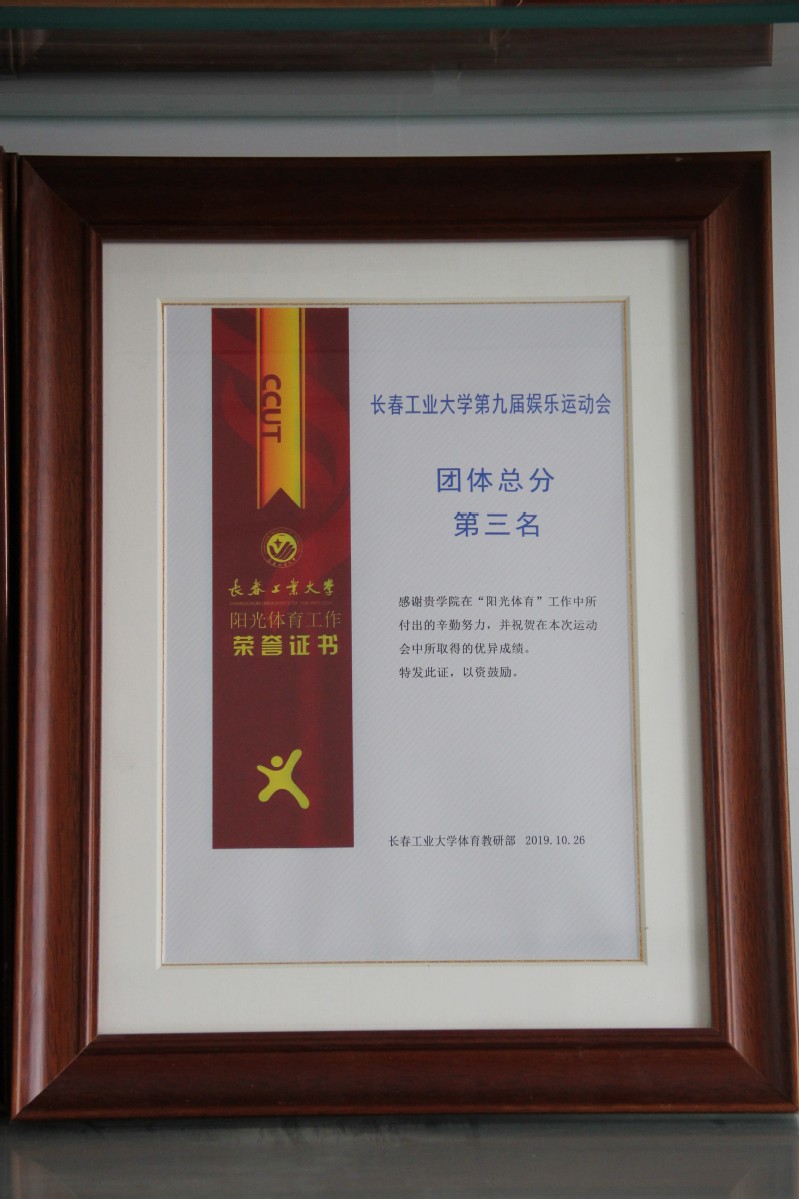 CCUT
长春工业大学
阳光体育工作
荣誉证书
长春工业大学第九届娱乐运动会
团体总分
第三名
感谢贵学院在“阳光体育”工作中所
付出的辛勤努力，并祝贺在本次运动
会中所取得的优异成绩。
特发此证，以资鼓励。
长春工业大学体育教研部 2019.10.26